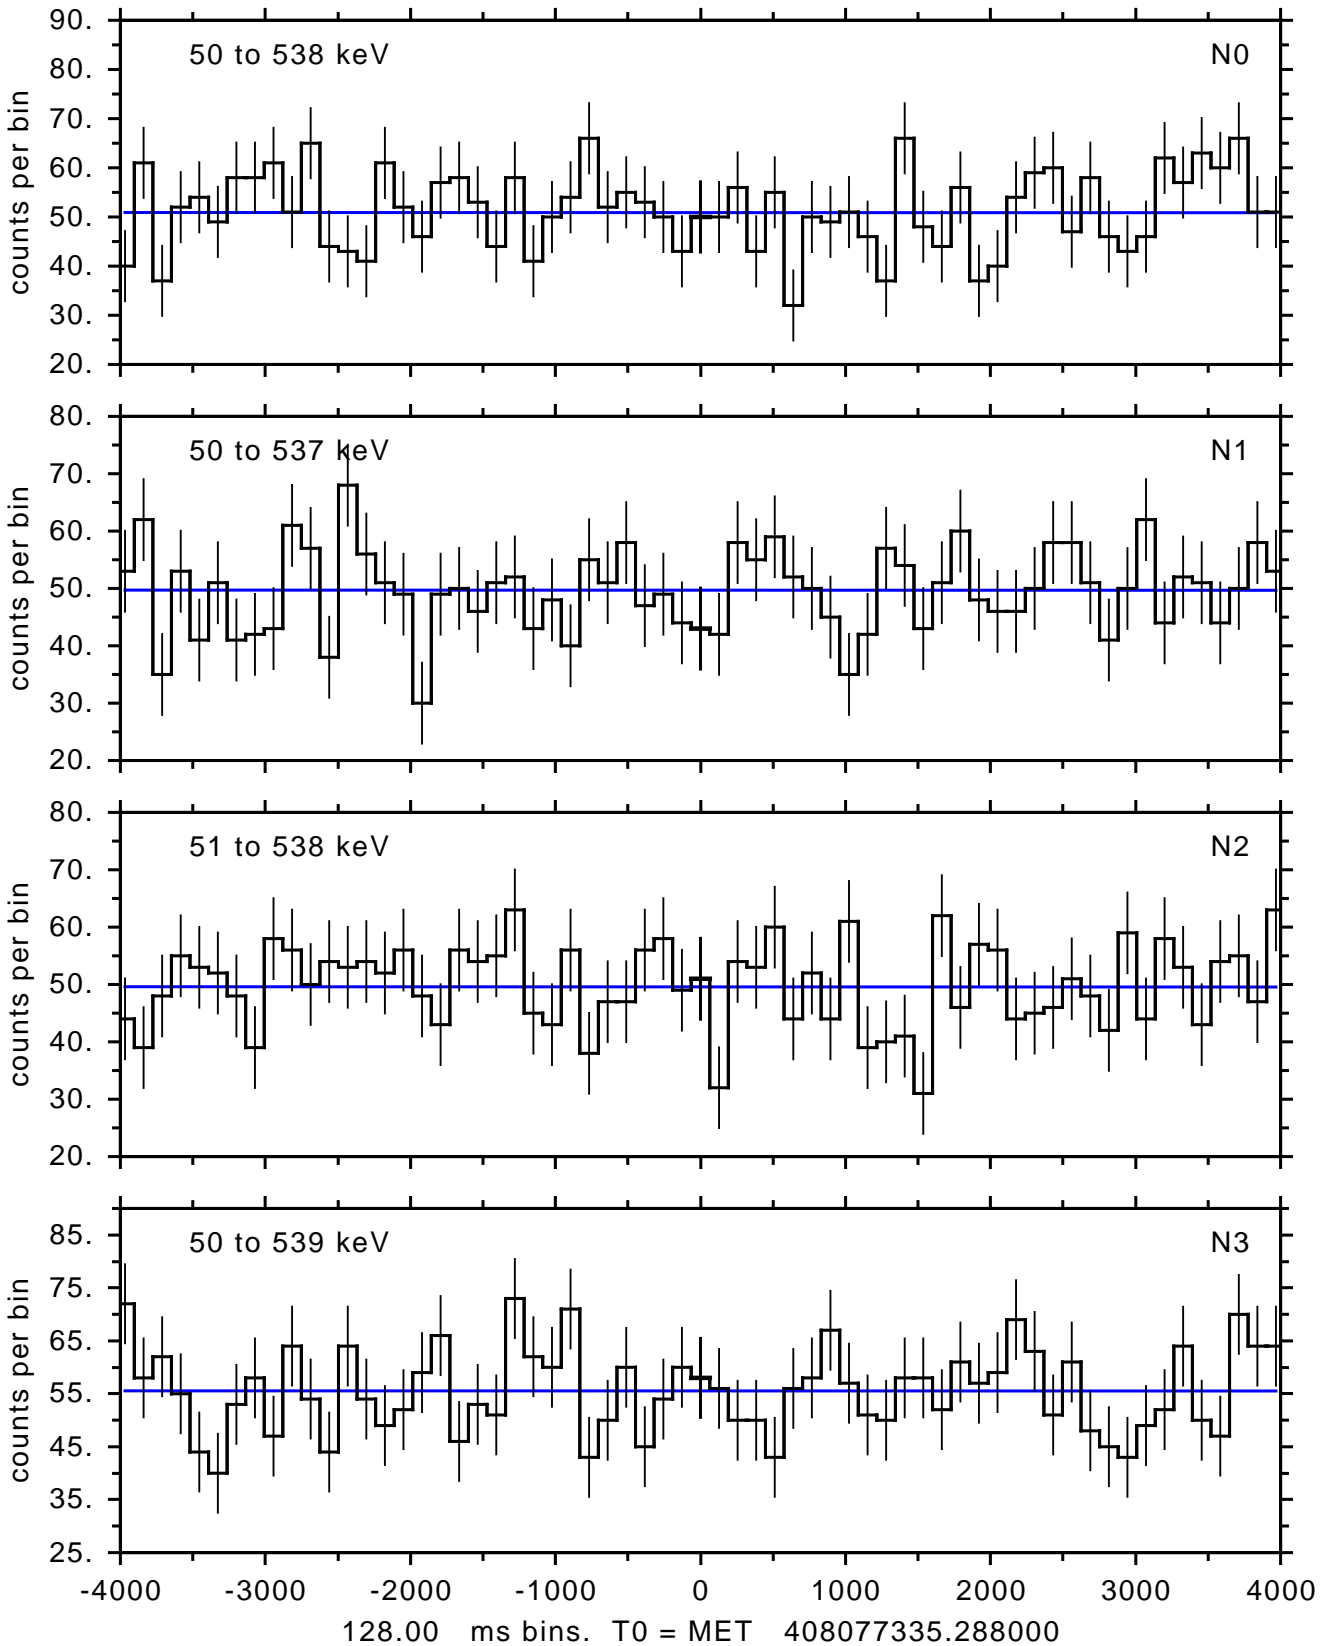 90.
80.
70.
60.
50.
40.
30.
20.
counts per bin
50 to 538 keV
N0
80.
70.
60.
50.
40.
30.
20.
counts per bin
50 to 537 keV
N1
80.
70.
60.
50.
40.
30.
20.
counts per bin
51 to 538 keV
N2
85.
75.
65.
55.
45.
35.
25.
counts per bin
50 to 539 keV
N3
-4000 -3000 -2000 -1000 0 1000 2000 3000 4000
128.00 ms bins. T0 = MET 408077335.288000